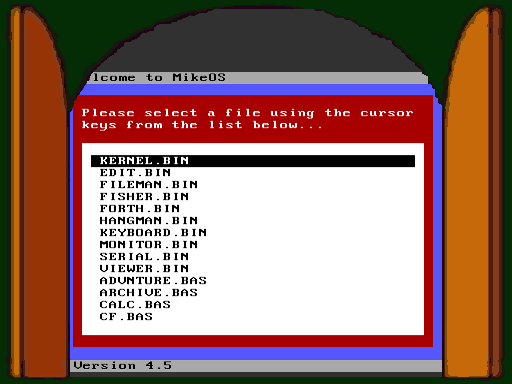 lcome to MikeOS
Please select a file using the cursor
keys from the list below...
KERNEL.BIN
EDIT.BIN
FILEMAN.BIN
FISHER.BIN
FORTH.BIN
HANGMAN.BIN
KEYBOARD.BIN
MONITOR.BIN
SERIAL.BIN
VIEWER.BIN
ADVNTURE.BAS
ARCHIVE.BAS
CALC.BAS
CF.BAS
Version 4.5